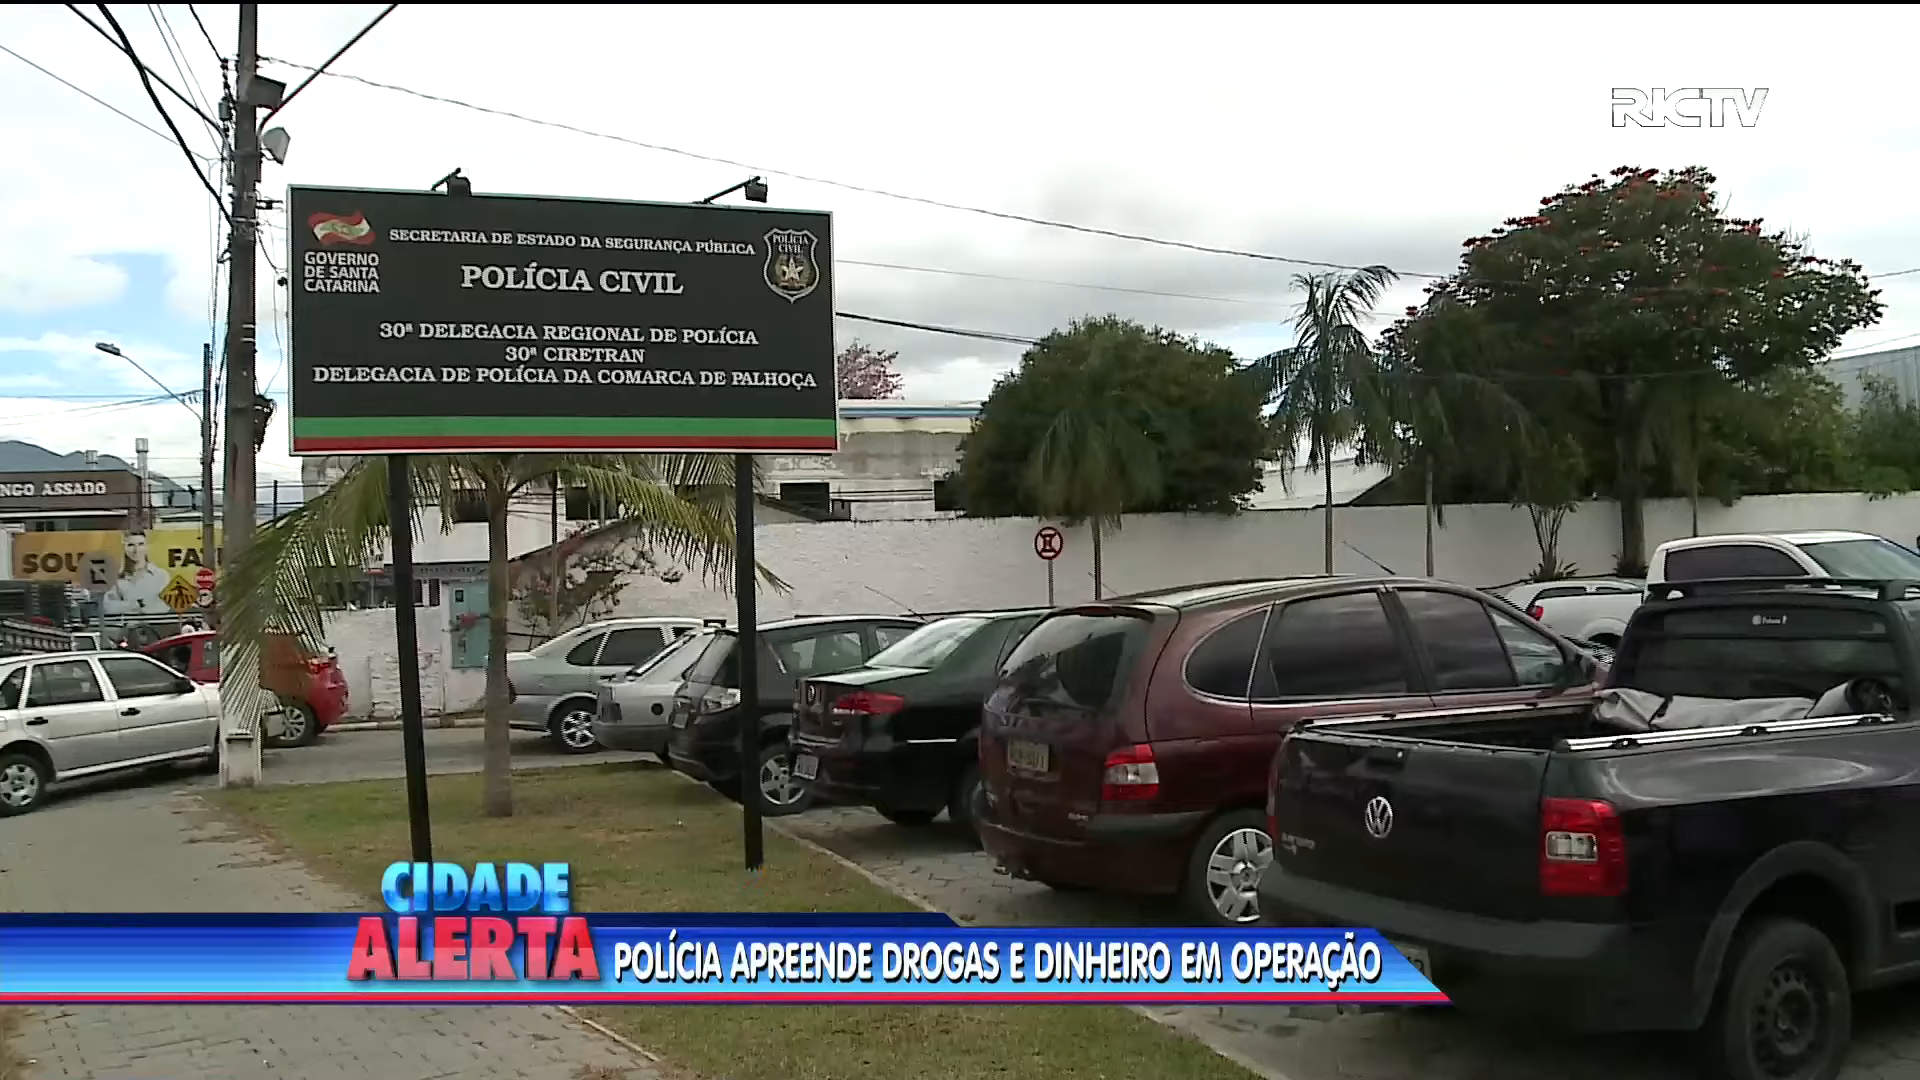 RICTV
SECRETARIA DE ESTADO DA SEGURANÇA PÚBLICA
GOVERNO
DE SANTA
CATARINA
POLÍCIA CIVIL
POLÍCIA
CIVIL
30ª DELEGACIA REGIONAL DE POLÍCIA
30ª CIRETRAN
DELEGACIA DE POLÍCIA DA COMARCA DE PALHOÇA
NGO ASSADO
SOU
CIDADE
ALERTA
POLÍCIA APREENDE DROGAS E DINHEIRO EM OPERAÇÃO